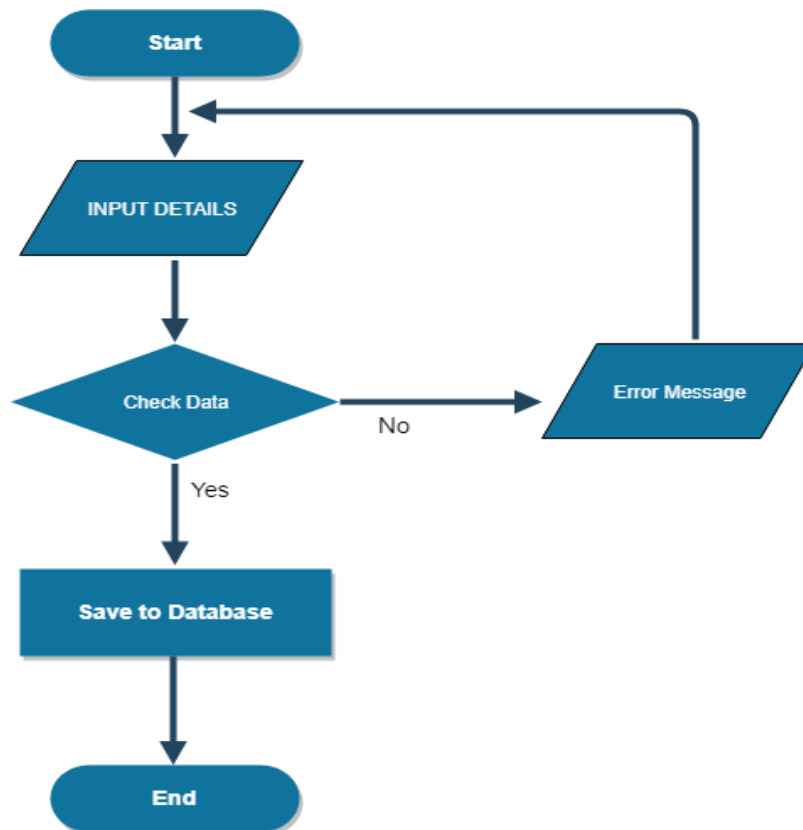 Start
INPUT DETAILS
Check Data
No
Error Message
Yes
Save to Database
End